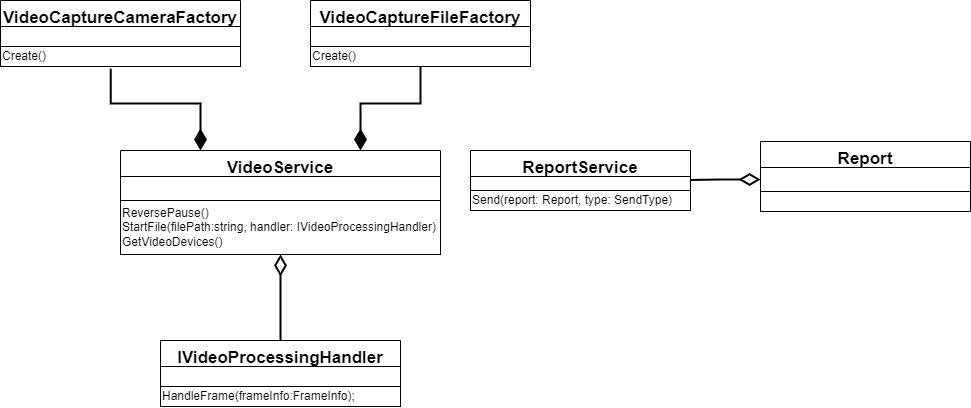 VideoCaptureCameraFactory
Create()
VideoCaptureFileFactory
Create()
VideoService
ReversePause()
StartFile(filePath:string, handler: IVideoProcessingHandler)
GetVideoDevices()
ReportService
Send(report: Report, type: SendType)
Report
IVideoProcessingHandler
HandleFrame(frameInfo:FrameInfo);